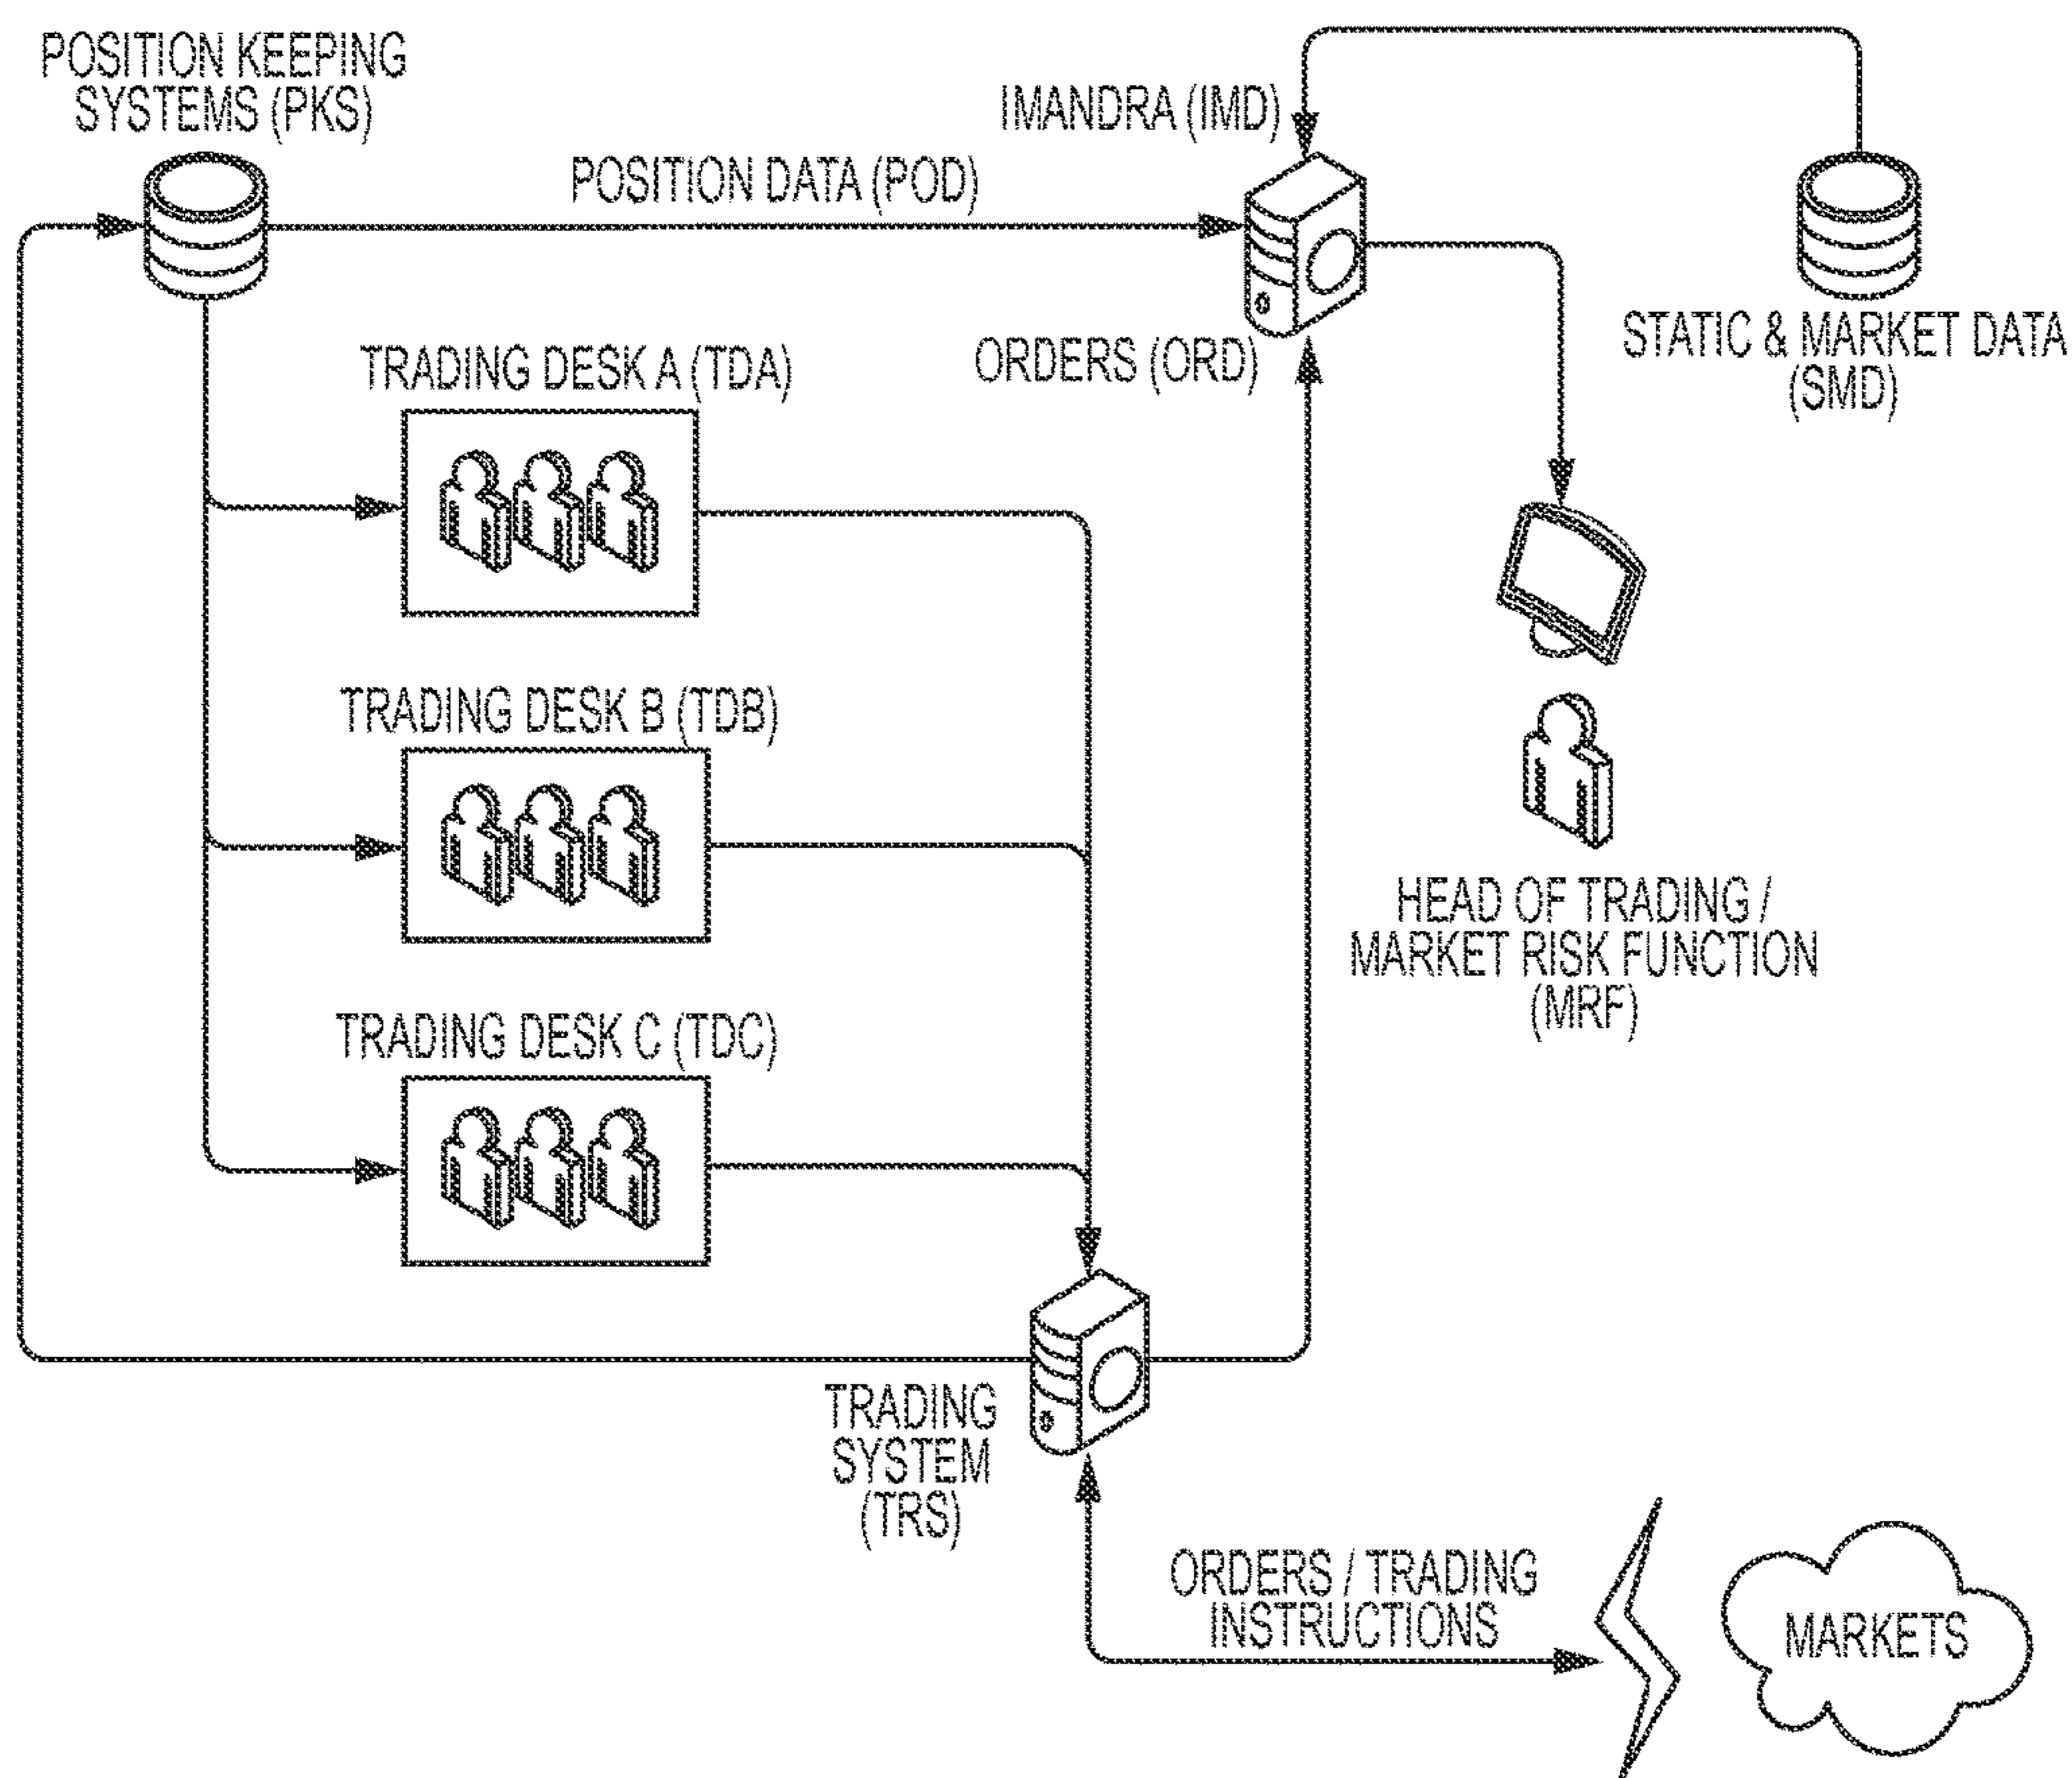 POSITION KEEPING
SYSTEMS (PKS)
IMANDRA (IMD)
POSITION DATA (POD)
STATIC & MARKET DATA
(SMD)
ORDERS (ORD)
TRADING DESK A (TDA)
TRADING DESK B (TDB)
HEAD OF TRADING /
MARKET RISK FUNCTION
(MRF)
TRADING DESK C (TDC)
TRADING
SYSTEM
(TRS)
ORDERS / TRADING
INSTRUCTIONS
MARKETS